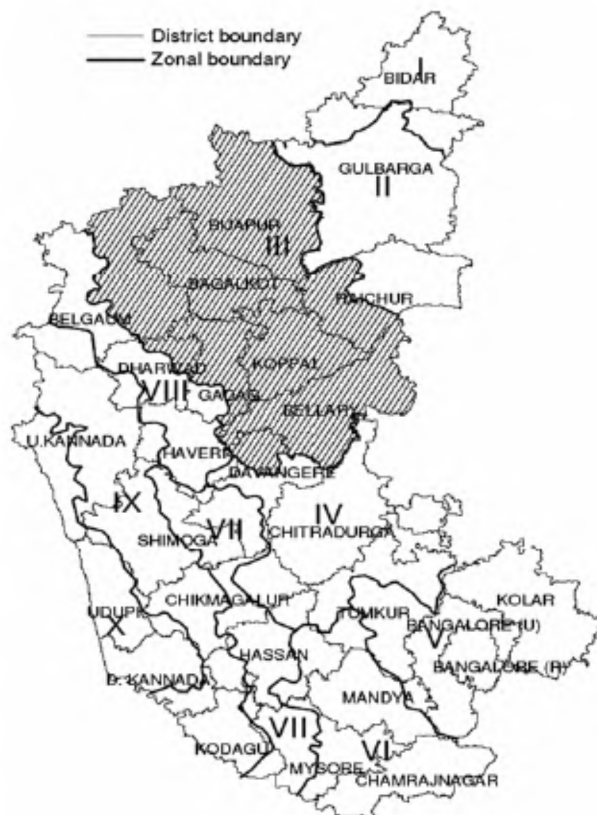 District boundary
Zonal boundary
I
BIDAR
GULBARGA
II
BIJAPUR
III
BAGALKOT
RAICHUR
BELGAUM
DHARWAD
KOPPAL
VIII
GADAG
BELLARY
U.KANNADA
HAVERI
DAVANGERE
IX
VII
IV
SHIMOGA
CHITRADURGA
CHIKMAGALUR
UDUPI
X
TUMKUR
KOLAR
BANGALORE (U)
V
HASSAN
BANGALORE (R)
D. KANNADA
MANDYA
VII
KODAGU
VI
MYSORE
CHAMRAJNAGAR